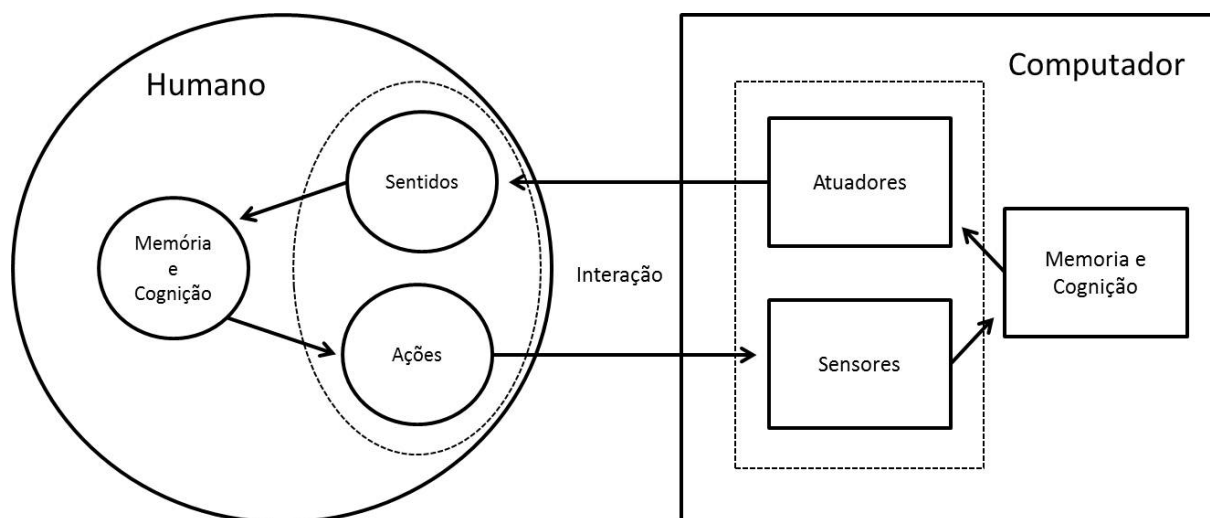 Humano
Sentidos
Memória
e
Cognição
Ações
Interação
Computador
Atuadores
Memoria e
Cognição
Sensores